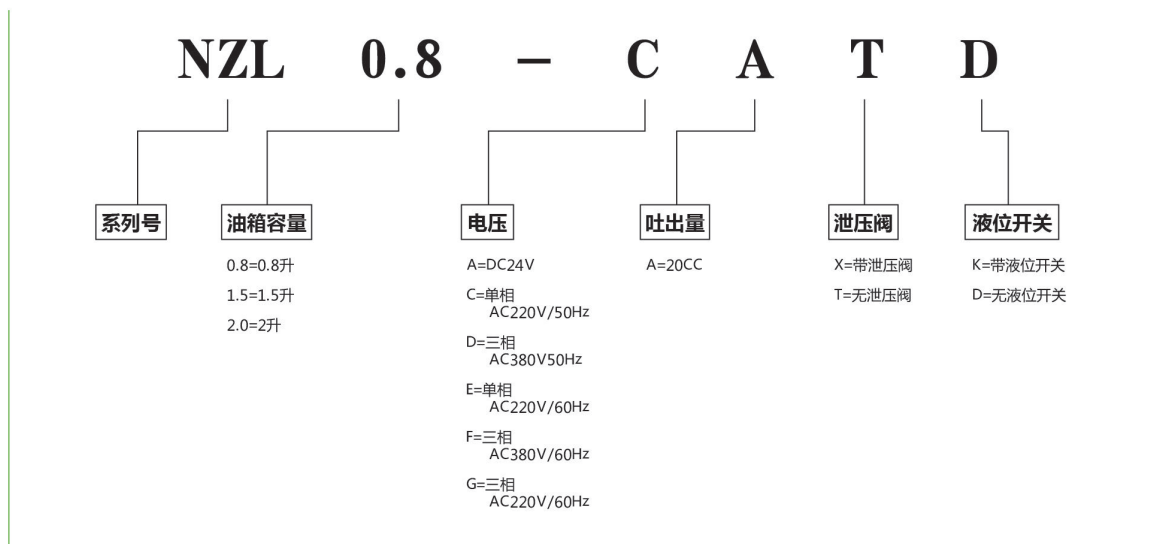 NZL 0.8 - C A T D
系列号 油箱容量 电压 吐出量 泄压阀 液位开关
0.8=0.8升
1.5=1.5升
2.0=2升
A=DC24V
C=单相
AC220V/50Hz
D=三相
AC380V50Hz
E=单相
AC220V/60Hz
F=三相
AC380V/60Hz
G=三相
AC220V/60Hz
A=20CC
X=带泄压阀
T=无泄压阀
K=带液位开关
D=无液位开关